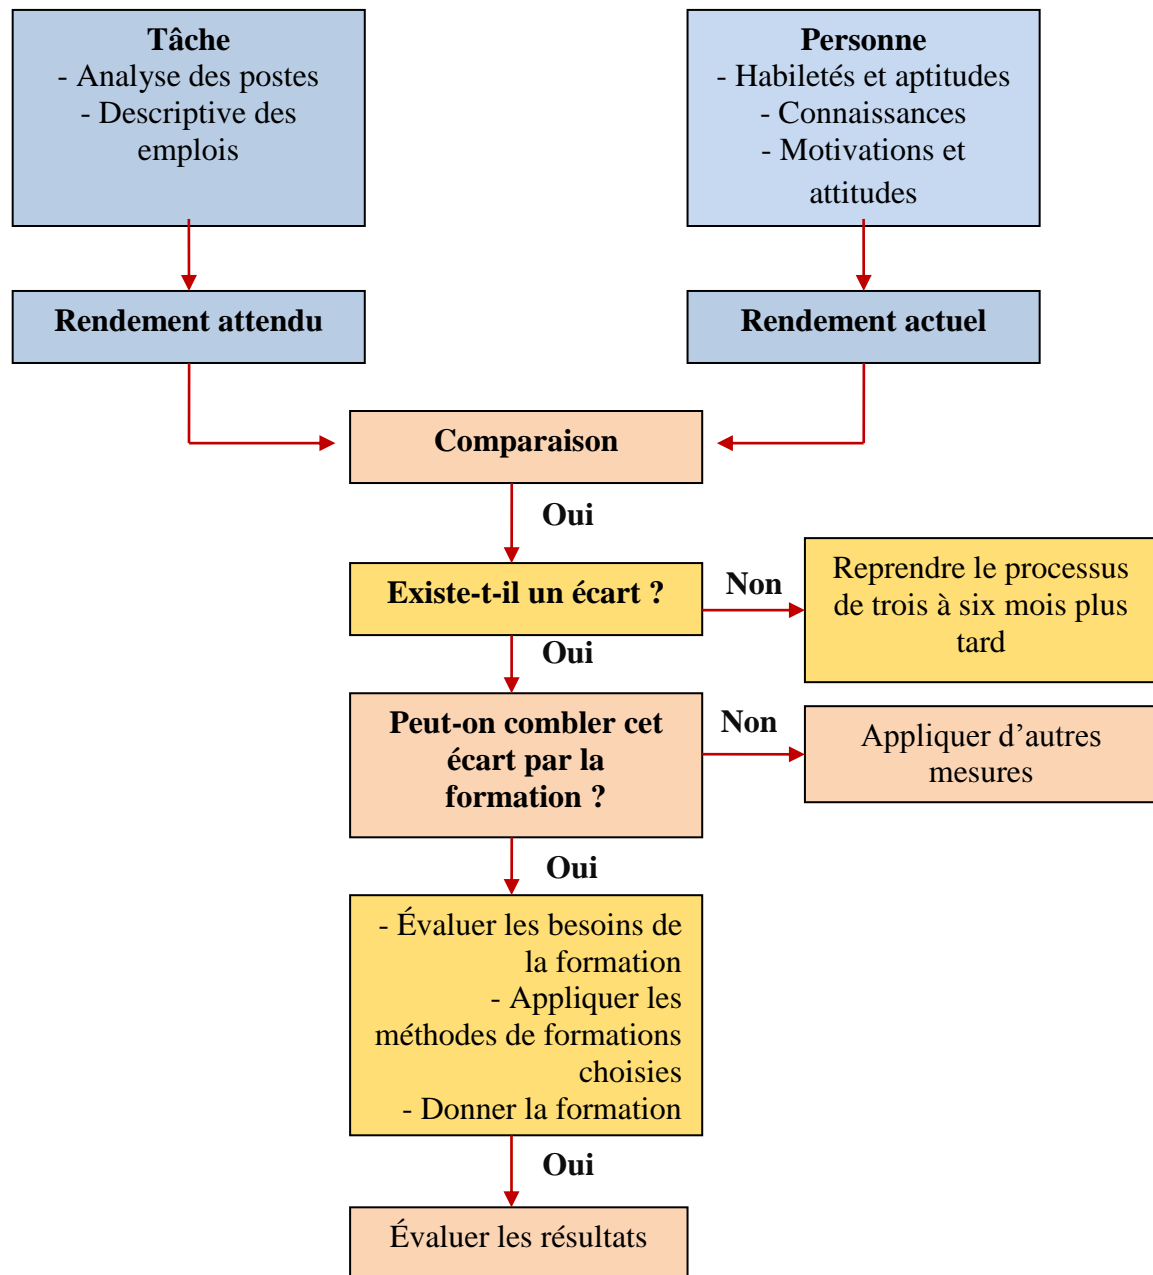 Tâche
- Analyse des postes
- Descriptive des
emplois
Personne
- Habiletés et aptitudes
- Connaissances
- Motivations et
attitudes
Rendement attendu
Rendement actuel
Comparaison
Oui
Existe-t-il un écart ?
Non
Reprendre le processus
de trois à six mois plus
tard
Oui
Peut-on combler cet
écart par la
formation ?
Non
Appliquer d’autres
mesures
Oui
- Évaluer les besoins de
la formation
- Appliquer les
méthodes de formations
choisies
- Donner la formation
Oui
Évaluer les résultats